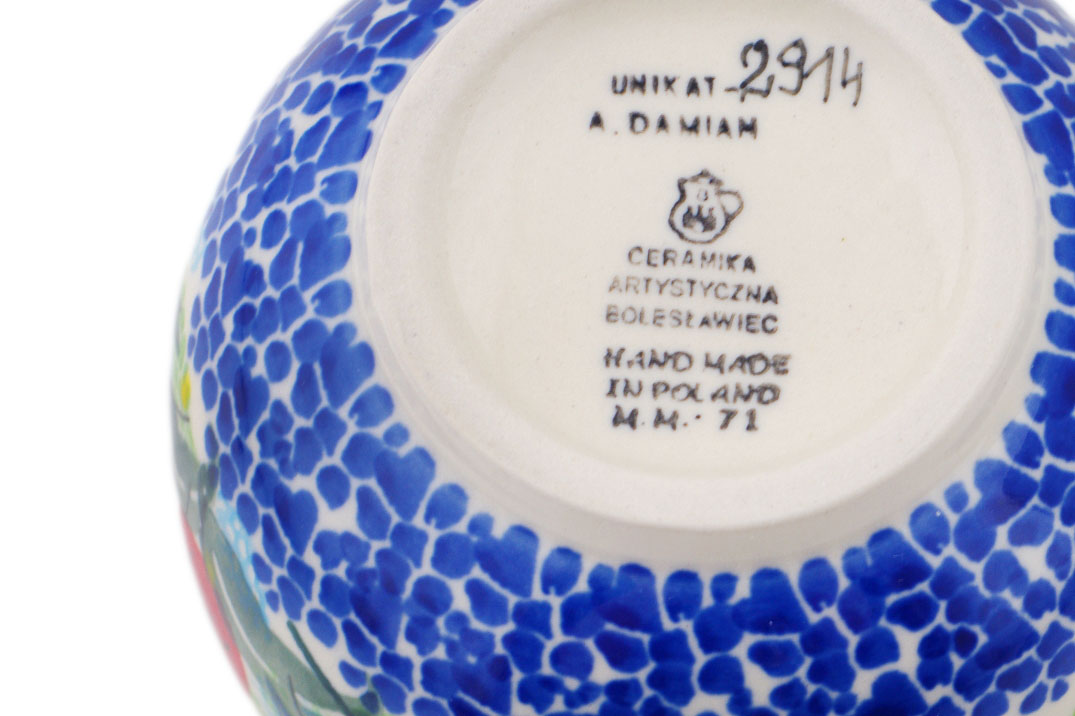 UNIKAT - 2914
A. DAMIAN
CERAMIKA
ARTYSTYCZNA
BOLESŁAWIEC
HAND MADE
IN POLAND
M.M.: 71